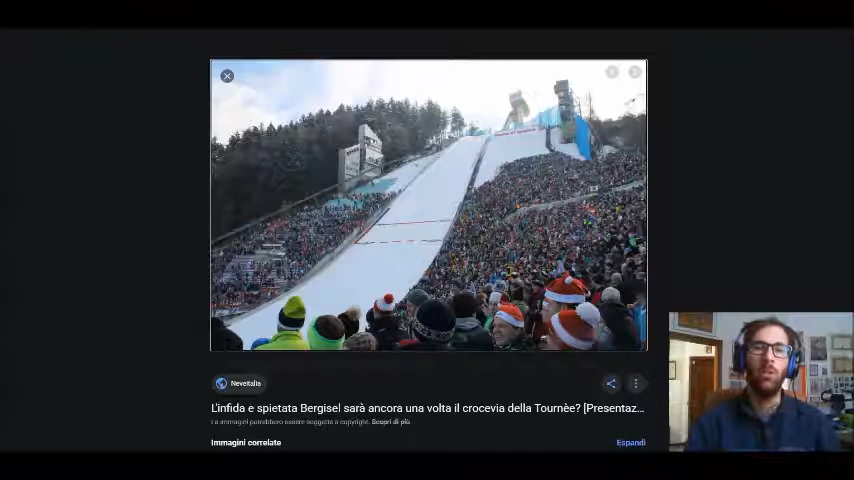 Neveitalia
L'infida e spietata Bergisel sarà ancora una volta il crocevia della Tournèe? [Presentaz...
Le immagini potrebbero essere soggette a copyright. Scopri di più
Immagini correlate
Espandi